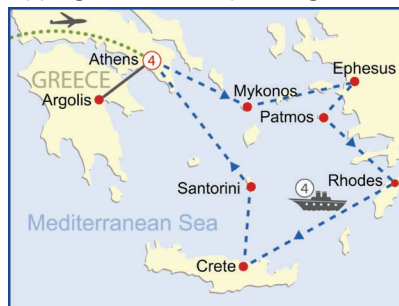 Athens 4
Ephesus
GREECE
Mykonos
Argolis
Patmos
Santorini
4
Rhodes
Mediterranean Sea
Crete